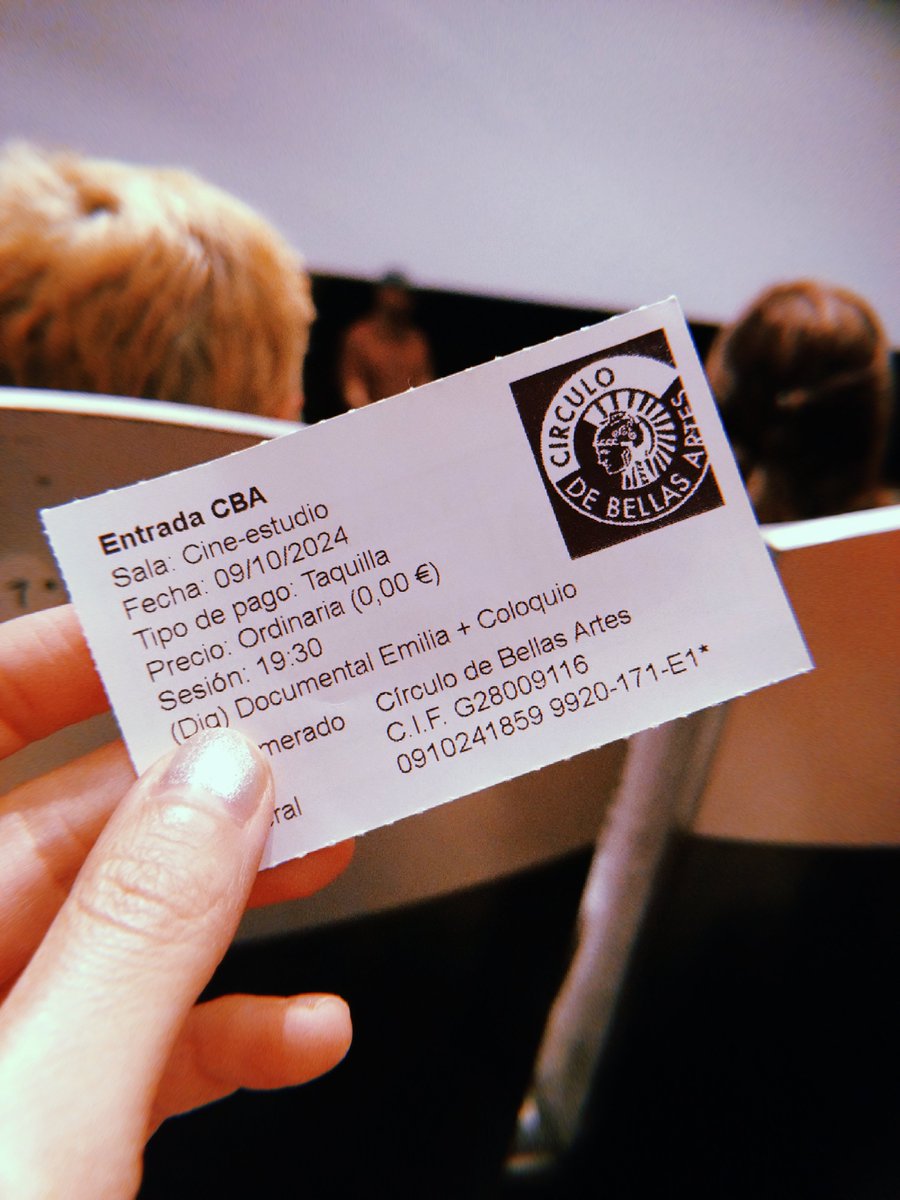 CIRCULO
DE BELLAS ARTES
Entrada CBA
Sala: Cine-estudio
Fecha: 09/10/2024
Tipo de pago: Taquilla
Precio: Ordinaria (0,00 €)
Sesión: 19:30
(Dig) Documental Emilia + Coloquio
Círculo de Bellas Artes
C.I.F. G28009116
0910241859 9920-171-E1*